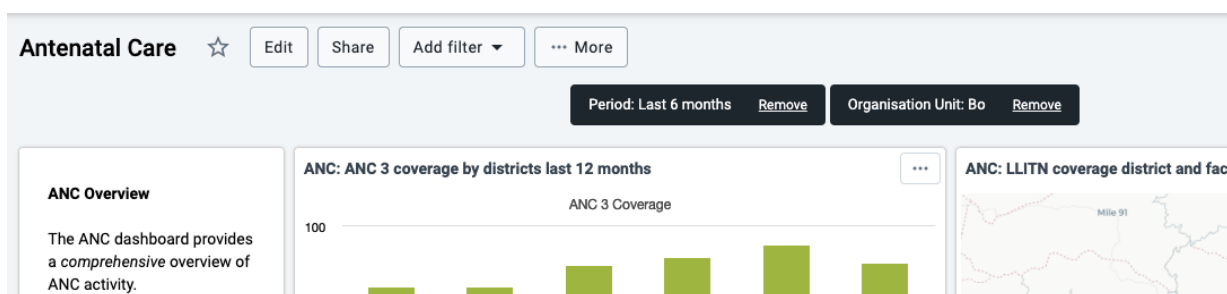 Antenatal Care
Edit
Share
Add filter
More
Period: Last 6 months Remove
Organisation Unit: Bo Remove
ANC Overview
The ANC dashboard provides
a comprehensive overview of
ANC activity.
ANC: ANC 3 coverage by districts last 12 months
ANC 3 Coverage
100
ANC: LLITN coverage district and fac
Mile 91